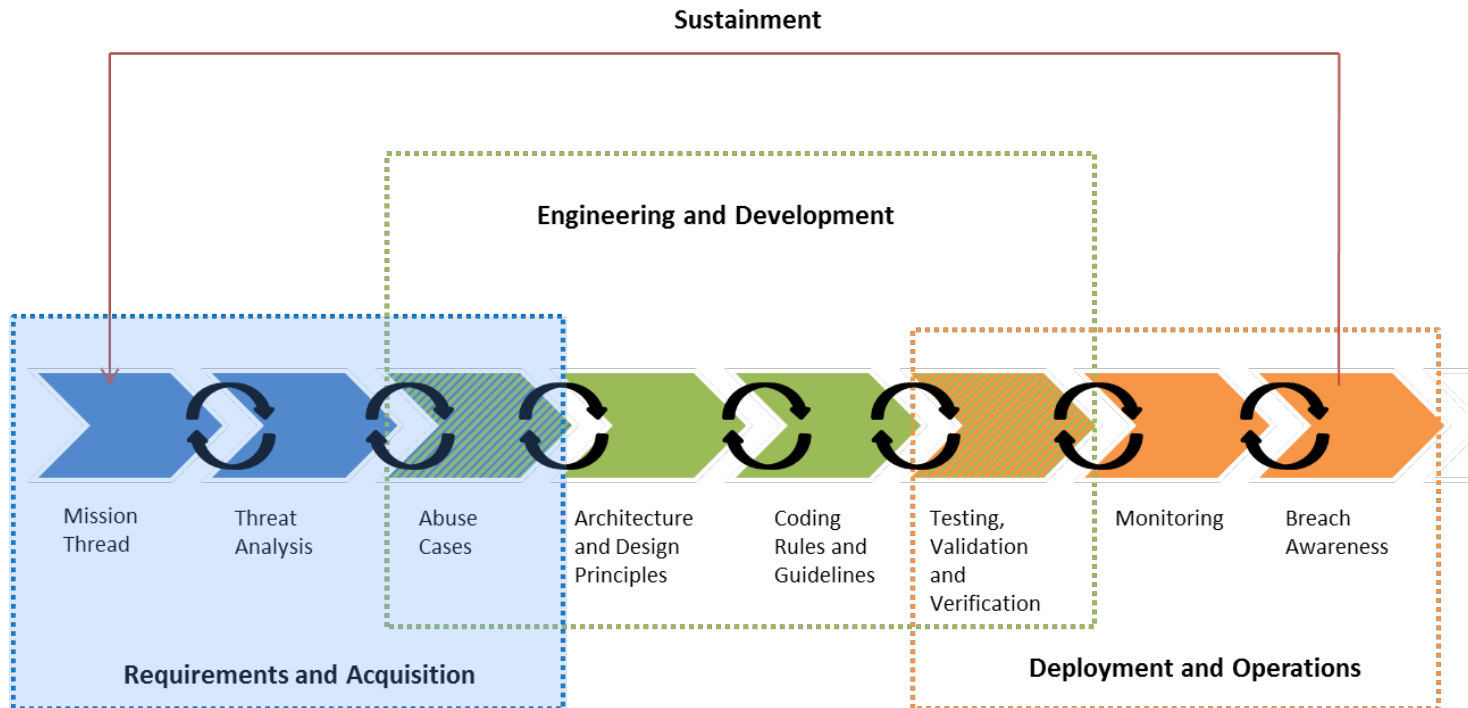 Sustainment
Engineering and Development
Mission
Thread
Threat
Analysis
Abuse
Cases
Architecture
and Design
Principles
Coding
Rules and
Guidelines
Testing,
Validation
and
Verification
Monitoring
Breach
Awareness
Requirements and Acquisition
Deployment and Operations